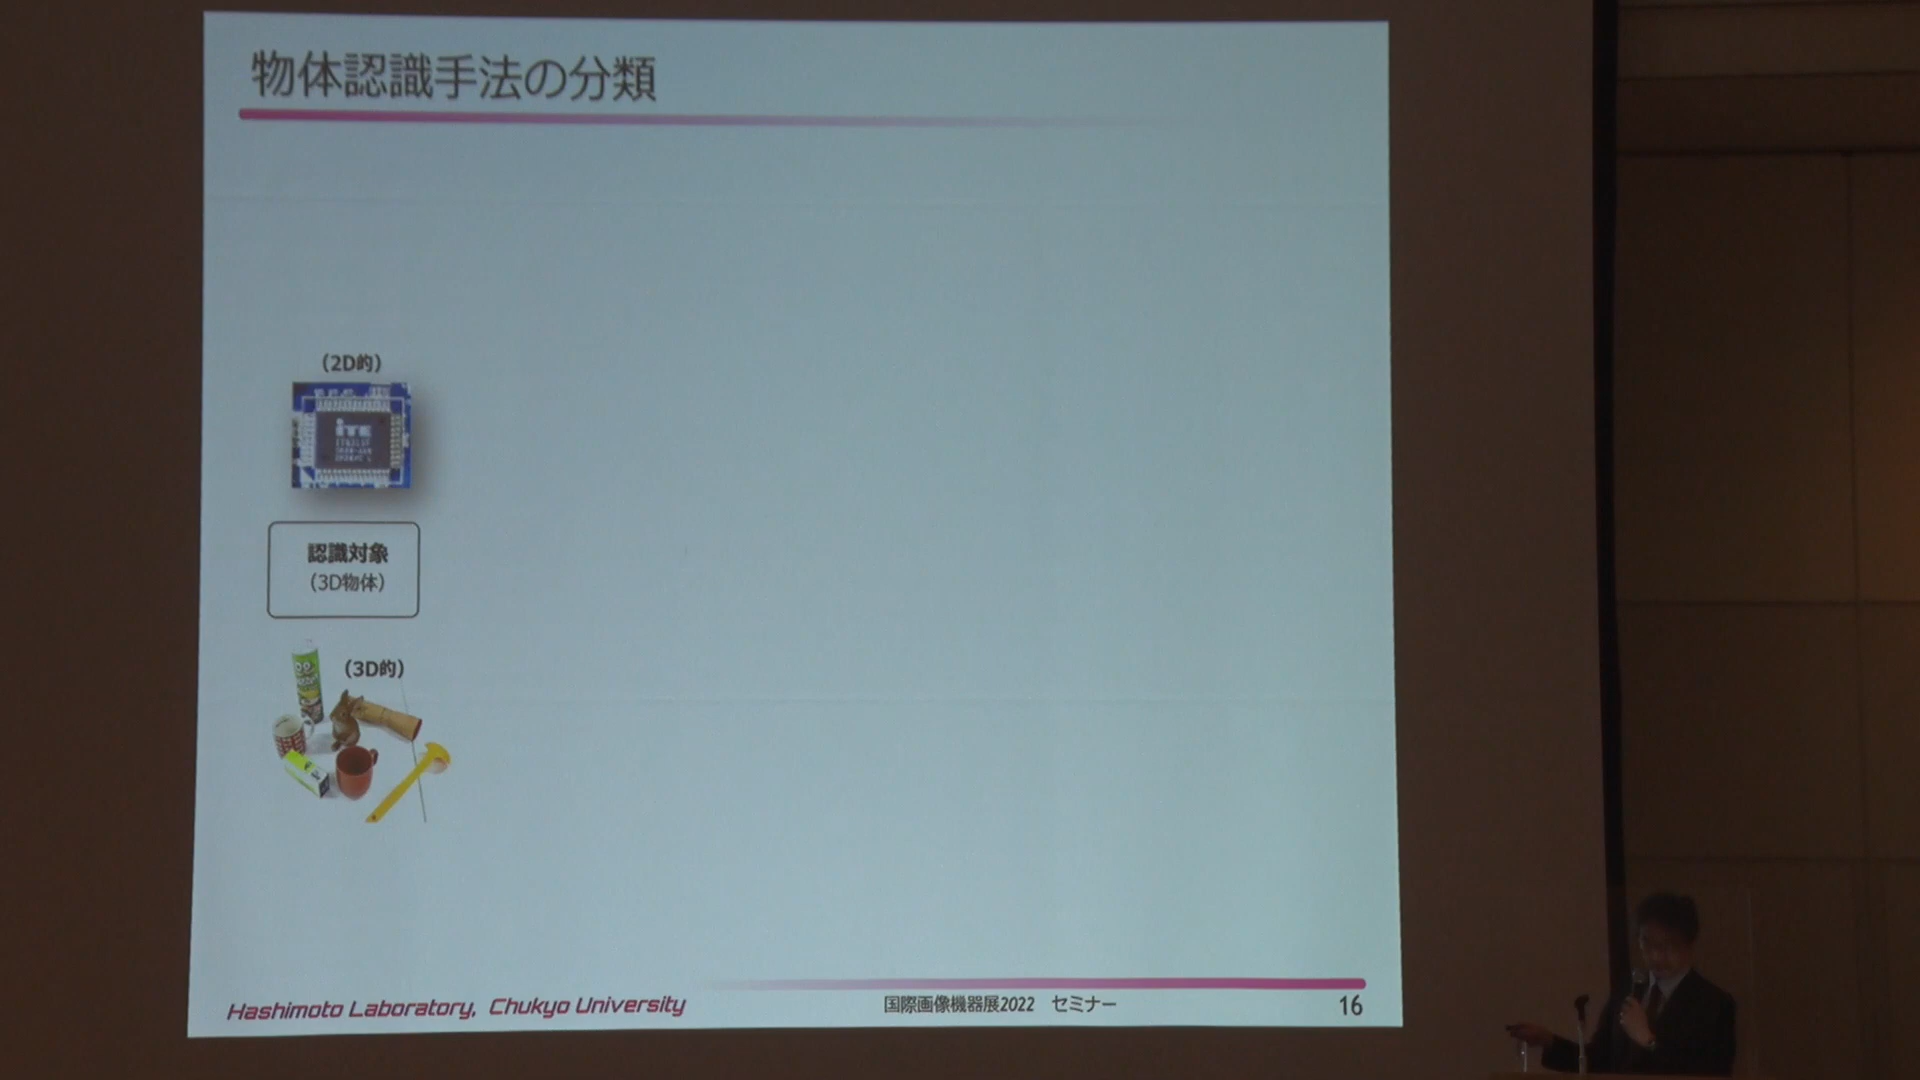 物体認識手法の分類
（2D的）
iTE
認識対象
（3D物体）
（3D的）
Hashimoto Laboratory, Chukyo University
国際画像機器展2022 セミナー
16